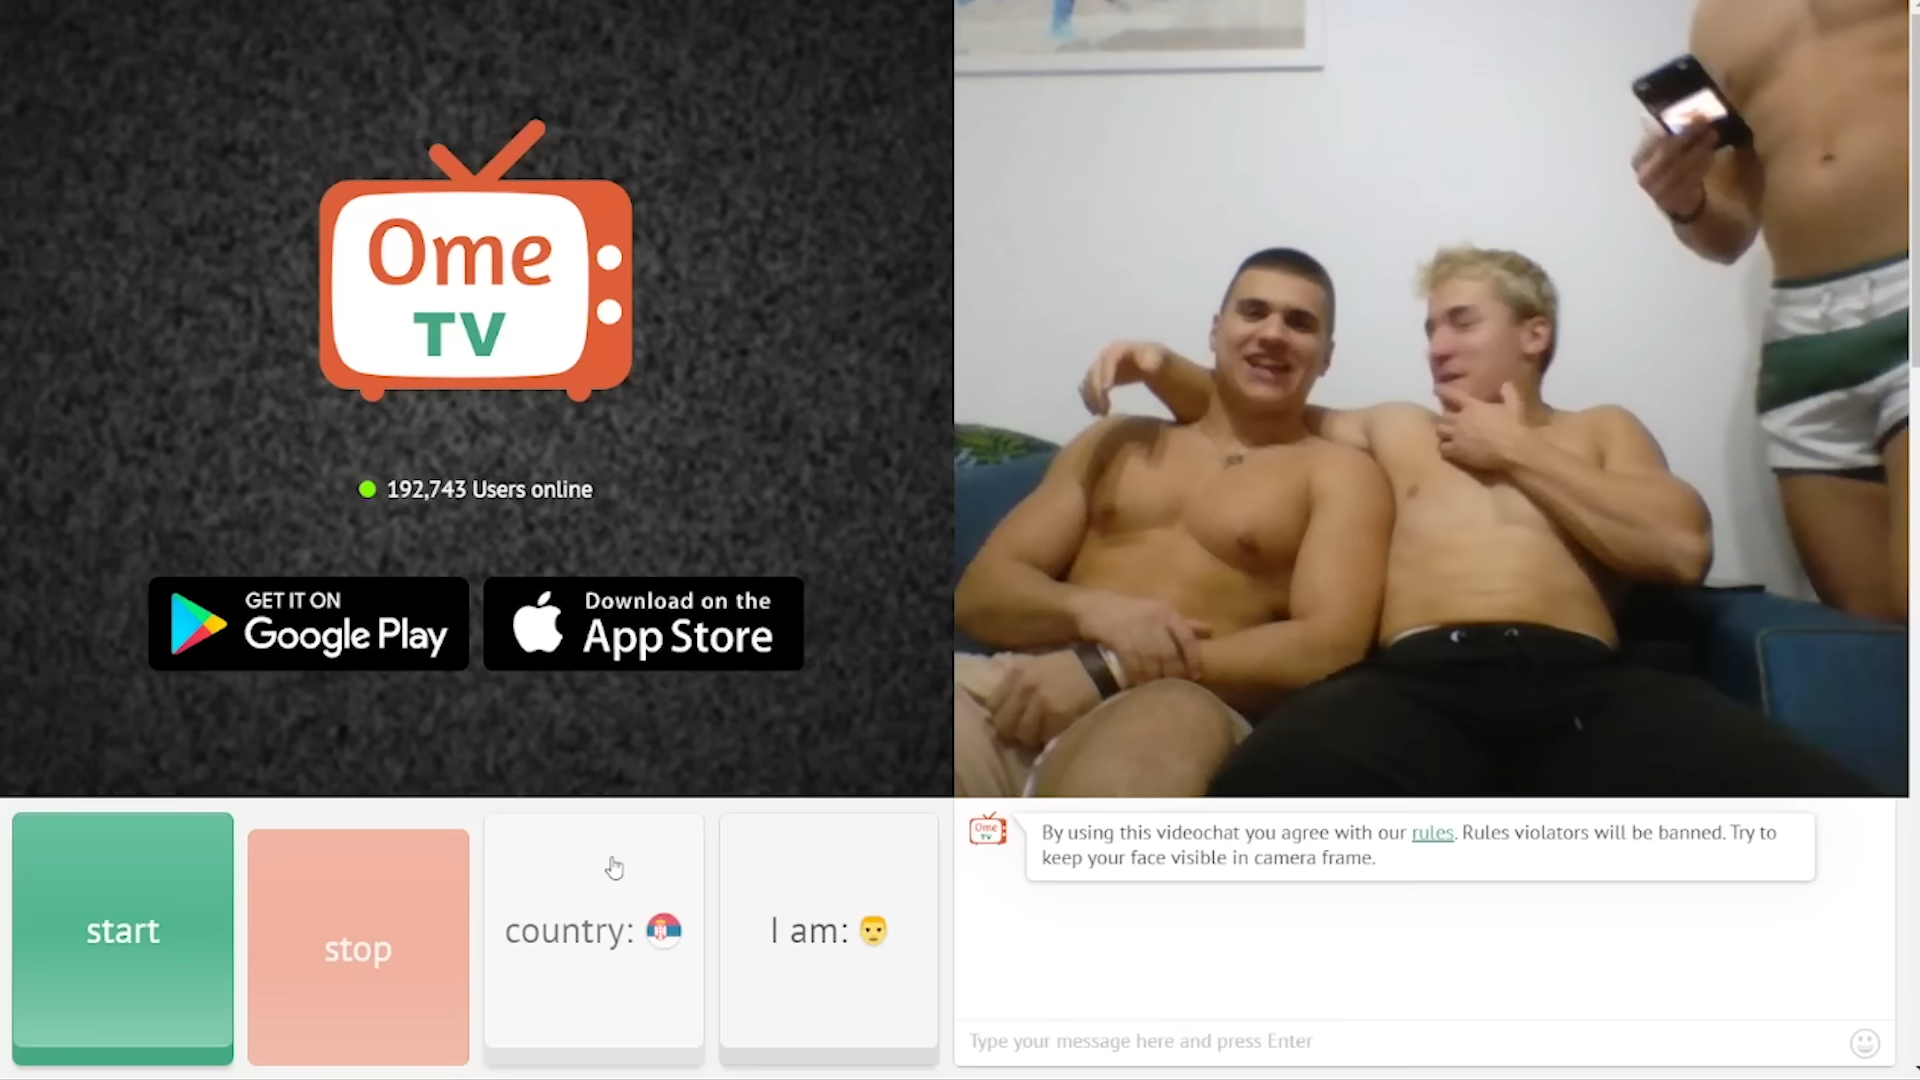 Ome
TV
192,743 Users online
GET IT ON
Google Play
Download on the
App Store
start
stop
country:
I am:
Ome
TV
By using this videochat you agree with our rules. Rules violators will be banned. Try to
keep your face visible in camera frame.
Type your message here and press Enter